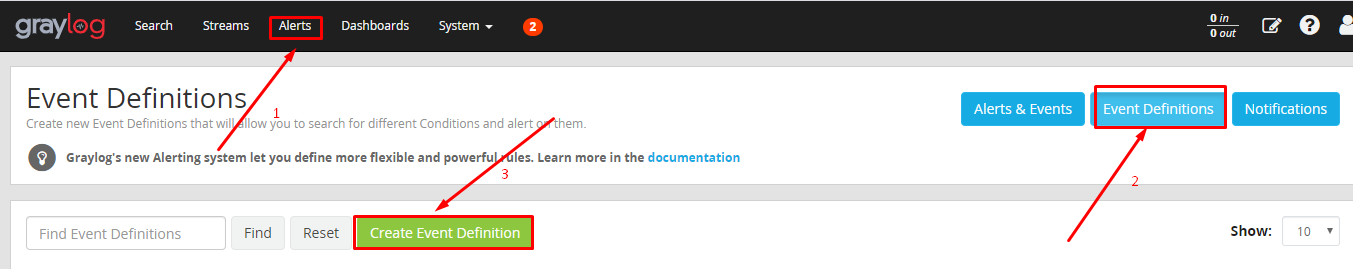 graylog Search Streams Alerts Dashboards System 2 0 in
0 out
Event Definitions
1
Create new Event Definitions that will allow you to search for different Conditions and alert on them.
Alerts & Events Event Definitions Notifications
Graylog's new Alerting system let you define more flexible and powerful rules. Learn more in the documentation
3
2
Find Event Definitions Find Reset Create Event Definition Show: 10